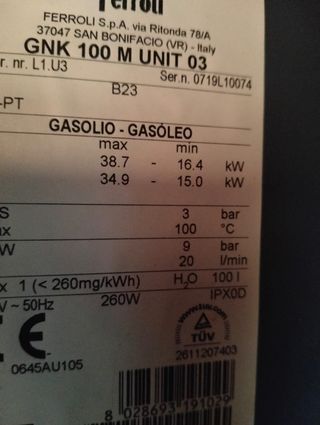 Ferroli
FERROLI S.p.A. via Ritonda 78/A
37047 SAN BONIFACIO (VR) - Italy
GNK 100 M UNIT 03
r. nr. L1.U3 Ser.n. 0719L10074
B23
-PT
GASOLIO - GASÓLEO
max min
38.7 - 16.4 kW
34.9 - 15.0 kW
S 3 bar
ax 100 °C
W 9 bar
20 l/min
x 1 (< 260mg/kWh) H2O 100 l
V ~ 50Hz 260W IPX0D
CE
TÜV
0645AU105 2611207403
8 028693 191029